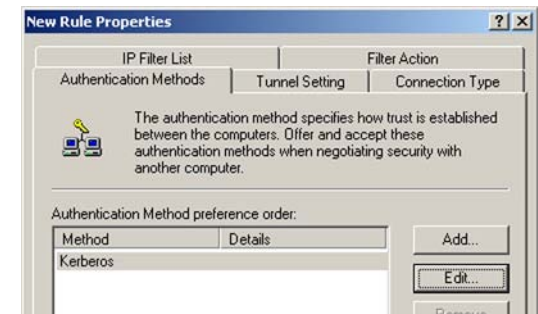 New Rule Properties
IP Filter List Filter Action
Authentication Methods Tunnel Setting Connection Type
The authentication method specifies how trust is established
between the computers. Offer and accept these
authentication methods when negotiating security with
another computer.
Authentication Method preference order:
Method Details Add...
Kerberos
Edit...
Remove